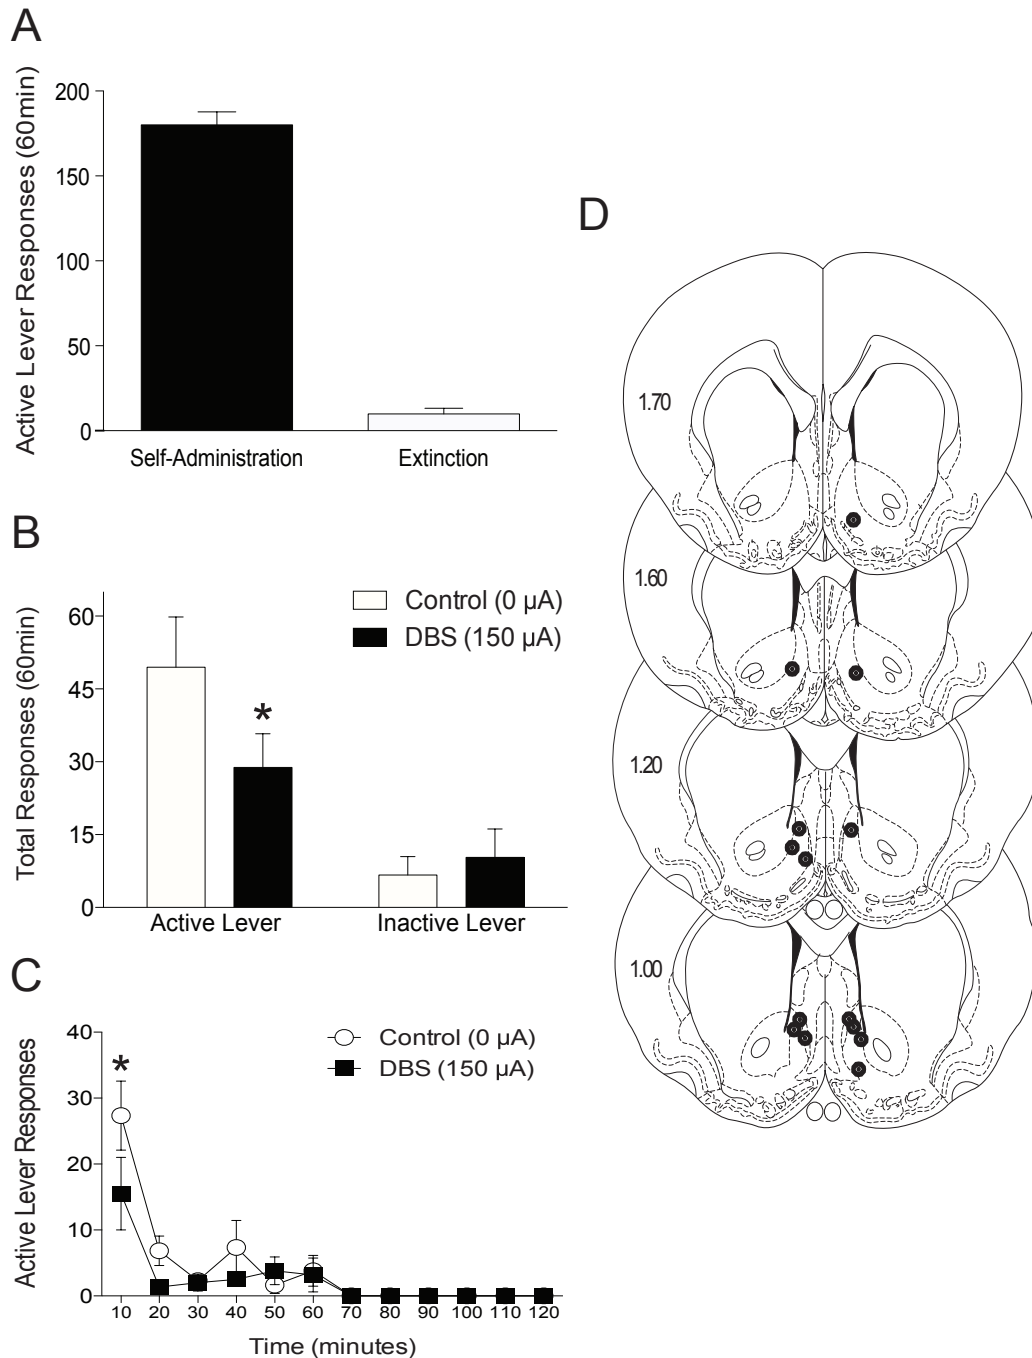 A
Active Lever Responses (60min)
200
150
100
50
0
Self-Administration
Extinction
B
Total Responses (60min)
60
45
30
15
0
Control (0 µA)
DBS (150 µA)
*
Active Lever
Inactive Lever
C
Active Lever Responses
40
30
20
10
0
*
Control (0 µA)
DBS (150 µA)
10 20 30 40 50 60 70 80 90 100 110 120
Time (minutes)
D
1.70
1.60
1.20
1.00